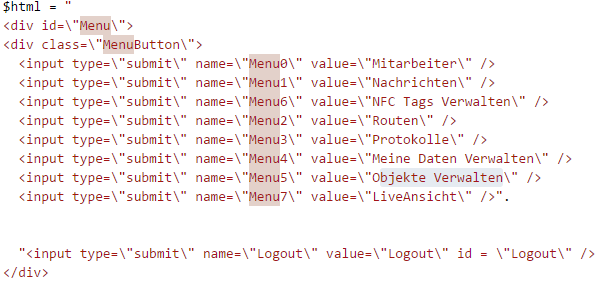 $html = "
<div id=\"Menu\">
<div class=\"MenuButton\">
<input type=\"submit\" name=\"Menu0\" value=\"Mitarbeiter\" />
<input type=\"submit\" name=\"Menu1\" value=\"Nachrichten\" />
<input type=\"submit\" name=\"Menu6\" value=\"NFC Tags Verwalten\" />
<input type=\"submit\" name=\"Menu2\" value=\"Routen\" />
<input type=\"submit\" name=\"Menu3\" value=\"Protokolle\" />
<input type=\"submit\" name=\"Menu4\" value=\"Meine Daten Verwalten\" />
<input type=\"submit\" name=\"Menu5\" value=\"Objekte Verwalten\" />
<input type=\"submit\" name=\"Menu7\" value=\"LiveAnsicht\" />".
"<input type=\"submit\" name=\"Logout\" value=\"Logout\" id = \"Logout\" />
</div>